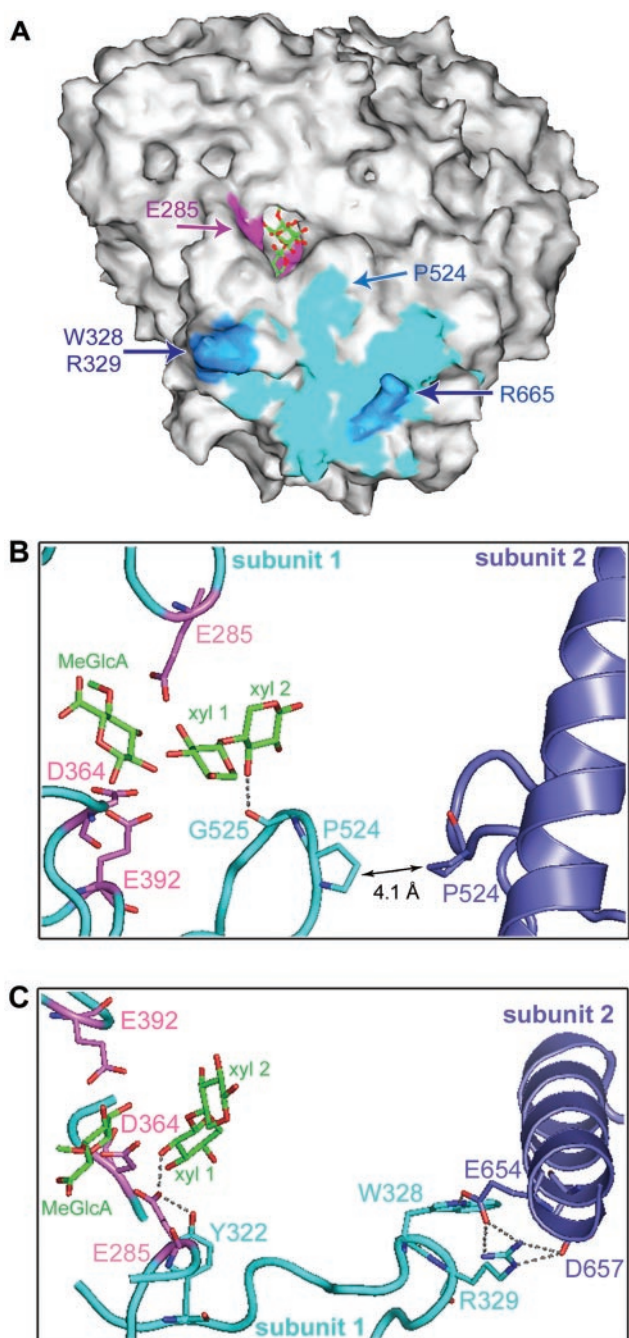 A
E285
P524
W328
R329
R665
B
subunit 1
subunit 2
E285
MeGlcA
xyl 2
xyl 1
D364
G525
P524
E392
4.1 Å
P524
C
E392
subunit 2
xyl 2
D364
xyl 1
E654
W328
MeGlcA
Y322
E285
D657
R329
subunit 1